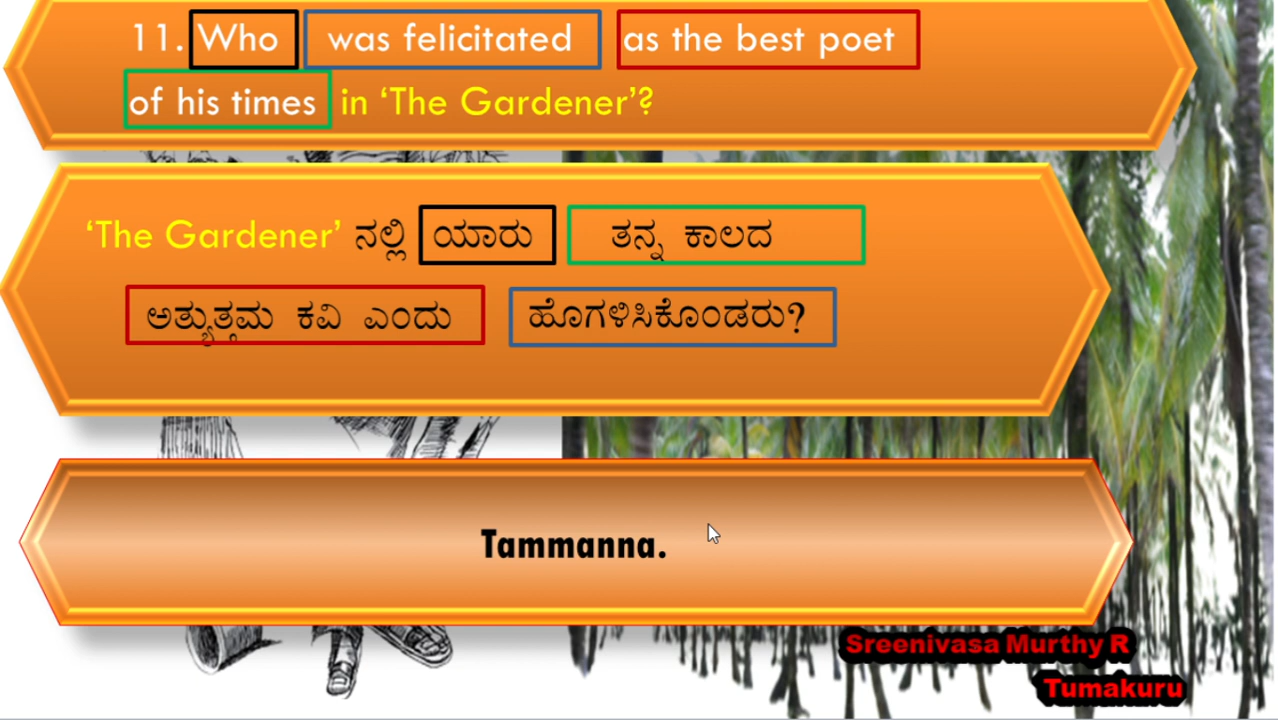 11. Who was felicitated as the best poet
of his times in ‘The Gardener’?
‘The Gardener’ ನಲ್ಲಿ ಯಾರು ತನ್ನ ಕಾಲದ
ಅತ್ಯುತ್ತಮ ಕವಿ ಎಂದು ಹೊಗಳಿಸಿಕೊಂಡರು?
Tammanna.
Sreenivasa Murthy R
Tumakuru